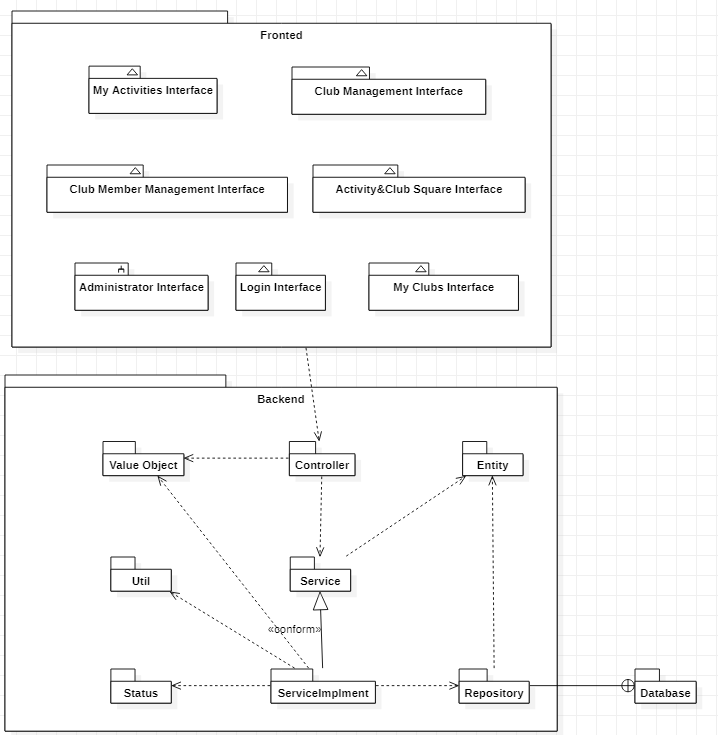 Fronted
My Activities Interface
Club Management Interface
Club Member Management Interface
Activity&Club Square Interface
Administrator Interface
Login Interface
My Clubs Interface
Backend
Value Object
Controller
Entity
Util
Service
«conform»
Status
ServiceImplment
Repository
Database